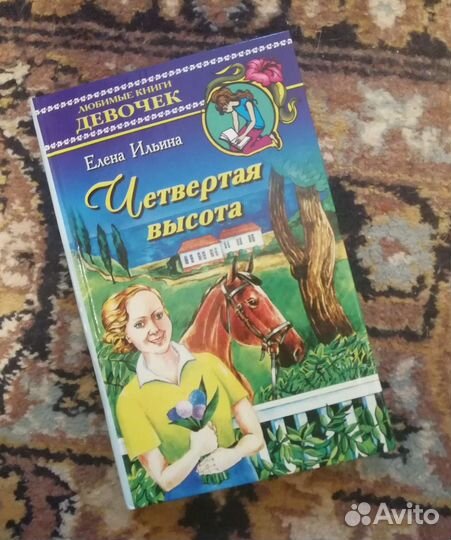 ЛЮБИМЫЕ КНИГИ
ДЕВОЧЕК
Елена Ильина
Четвертая
высота
Avito